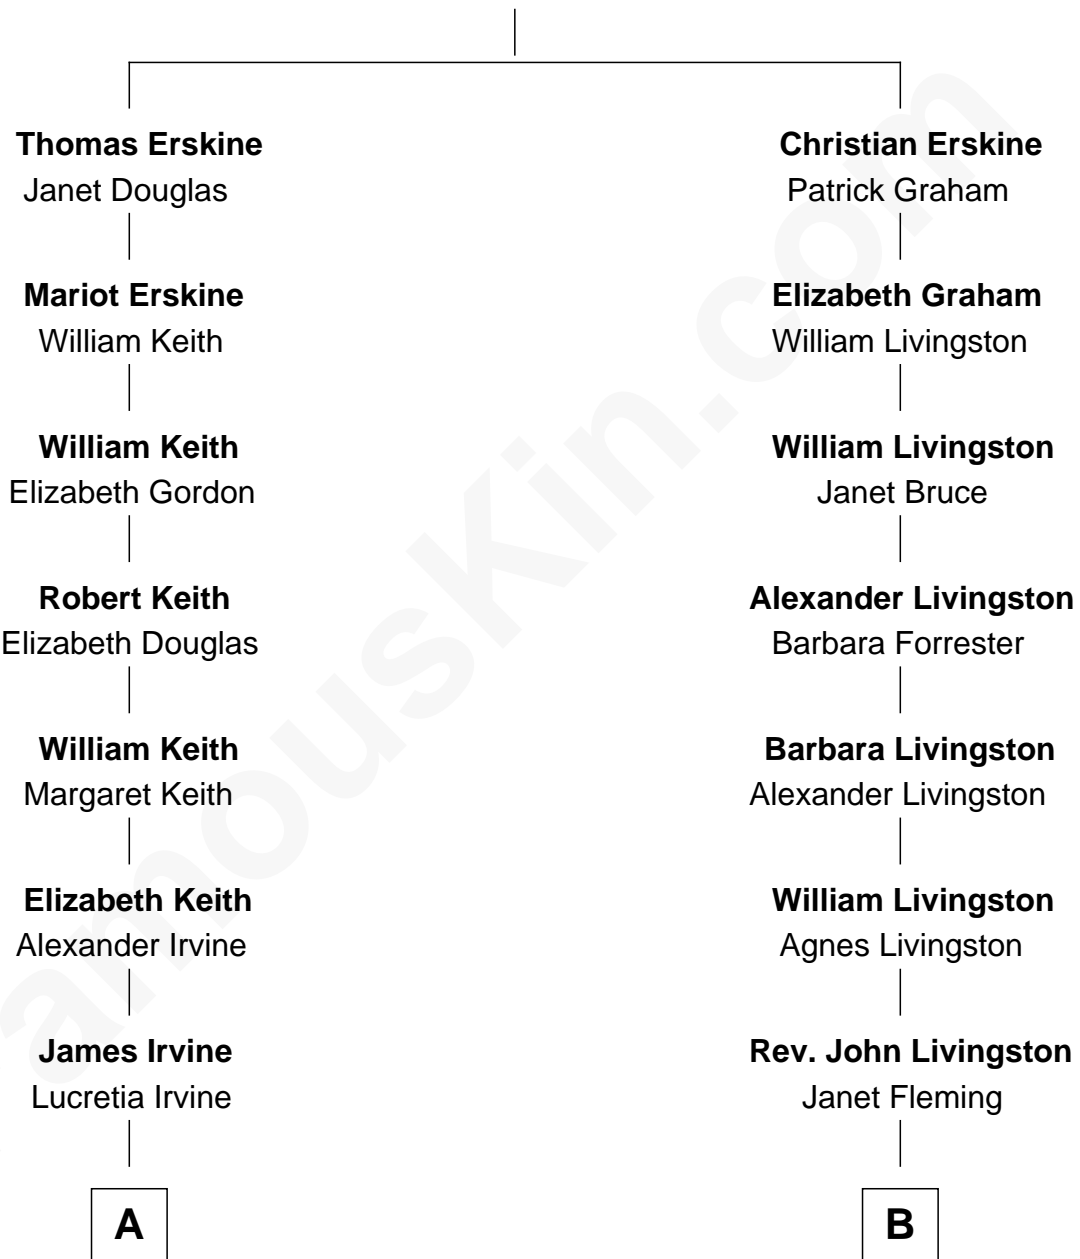 Thomas Erskine
Janet Douglas
Christian Erskine
Patrick Graham
Mariot Erskine
William Keith
Elizabeth Graham
William Livingston
William Keith
Elizabeth Gordon
William Livingston
Janet Bruce
Robert Keith
Elizabeth Douglas
Alexander Livingston
Barbara Forrester
William Keith
Margaret Keith
Barbara Livingston
Alexander Livingston
Elizabeth Keith
Alexander Irvine
William Livingston
Agnes Livingston
James Irvine
Lucretia Irvine
Rev. John Livingston
Janet Fleming
A
B
amouskin.com